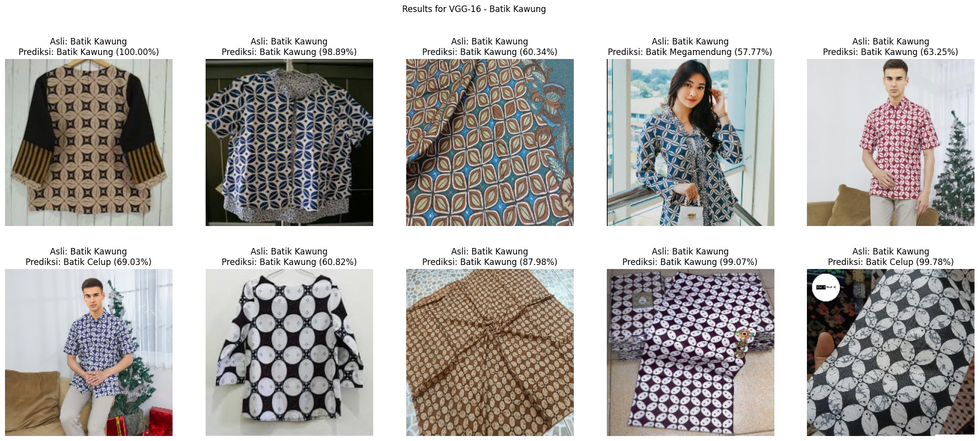 Results for VGG-16 - Batik Kawung
Asli: Batik Kawung
Prediksi: Batik Kawung (100.00%)
Asli: Batik Kawung
Prediksi: Batik Kawung (98.89%)
Asli: Batik Kawung
Prediksi: Batik Kawung (60.34%)
Asli: Batik Kawung
Prediksi: Batik Megamendung (57.77%)
Asli: Batik Kawung
Prediksi: Batik Kawung (63.25%)
Asli: Batik Kawung
Prediksi: Batik Celup (69.03%)
Asli: Batik Kawung
Prediksi: Batik Kawung (60.82%)
Asli: Batik Kawung
Prediksi: Batik Kawung (87.98%)
Asli: Batik Kawung
Prediksi: Batik Kawung (99.07%)
Asli: Batik Kawung
Prediksi: Batik Celup (99.78%)